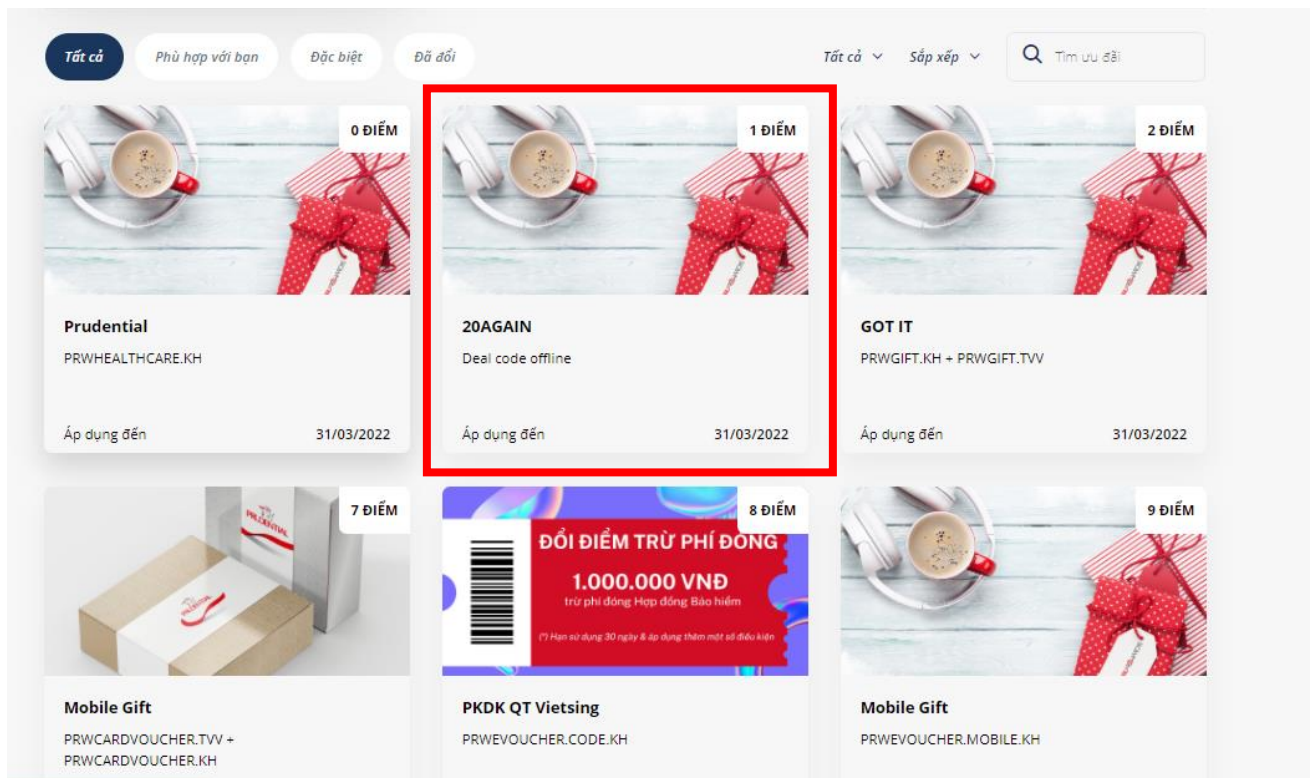 Tất cả
Phù hợp với bạn
Đặc biệt
Đã đổi
Tất cả
Sắp xếp
Tìm ưu đãi
0 ĐIỂM
1 ĐIỂM
2 ĐIỂM
Prudential
20AGAIN
GOT IT
PRWHEALTHCARE.KH
Deal code offline
PRWGIFT.KH + PRWGIFT.TVV
Áp dụng đến 31/03/2022
Áp dụng đến 31/03/2022
Áp dụng đến 31/03/2022
7 ĐIỂM
8 ĐIỂM
9 ĐIỂM
PRUDENTIAL
PRUDENTIAL
ĐỔI ĐIỂM TRỪ PHÍ ĐÓNG
1.000.000 VNĐ
trừ phí đóng Hợp đồng Bảo hiểm
(*) Hạn sử dụng 30 ngày & áp dụng thêm một số điều kiện
Mobile Gift
PKDK QT Vietsing
Mobile Gift
PRWCARDVOUCHER.TVV +
PRWCARDVOUCHER.KH
PRWEVOUCHER.CODE.KH
PRWEVOUCHER.MOBILE.KH